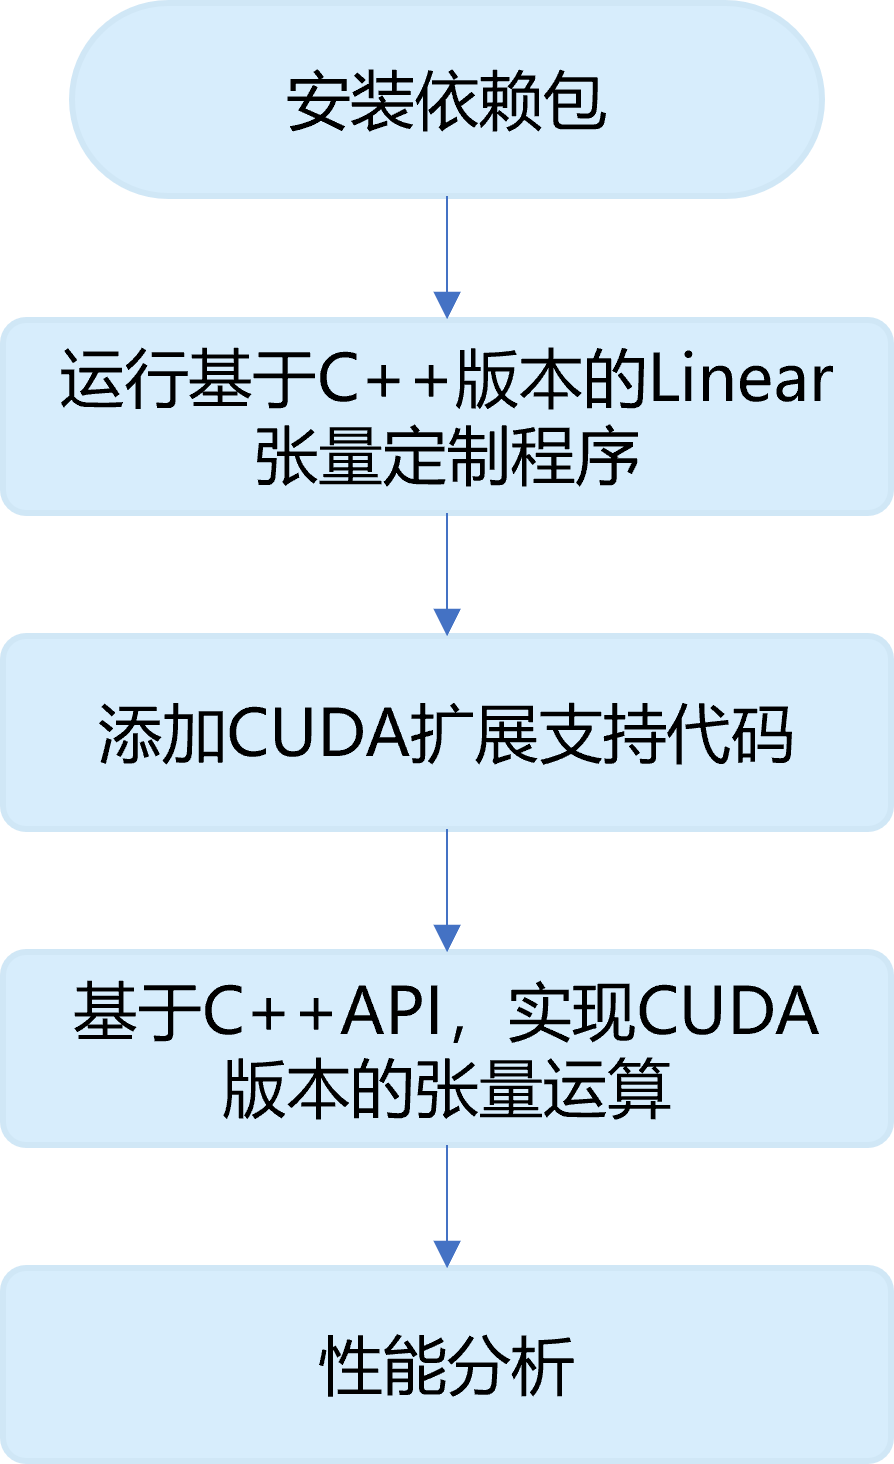 安装依赖包
运行基于C++版本的Linear
张量定制程序
添加CUDA扩展支持代码
基于C++API，实现CUDA
版本的张量运算
性能分析